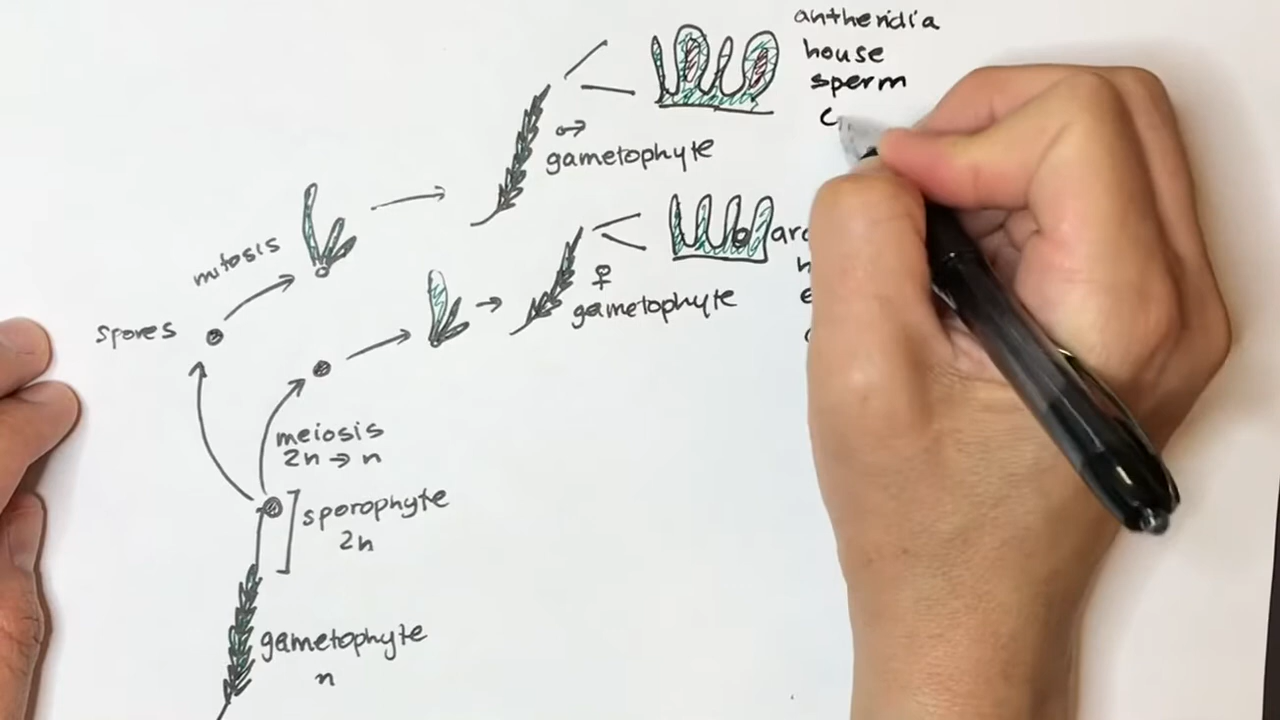 antheridia
house
sperm
♂
gametophyte
mitosis
♀
gametophyte
spores
meiosis
2n → n
sporophyte
2n
gametophyte
n